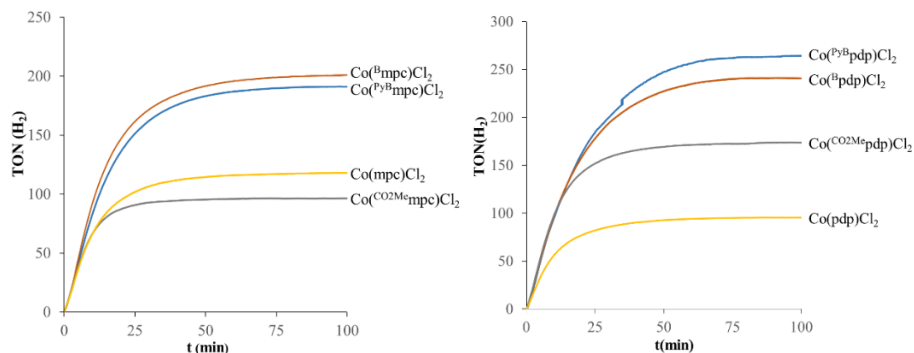 250
200
150
100
50
0
TON (H₂)
0 25 50 75 100
t (min)
Co(ᴮmpc)Cl₂
Co(ᴾʸᴮmpc)Cl₂
Co(mpc)Cl₂
Co(ᶜᴼ²ᴹᵉmpc)Cl₂
300
250
200
150
100
50
0
TON(H₂)
0 25 50 75 100
t(min)
Co(ᴾʸᴮpdp)Cl₂
Co(ᴮpdp)Cl₂
Co(ᶜᴼ²ᴹᵉpdp)Cl₂
Co(pdp)Cl₂